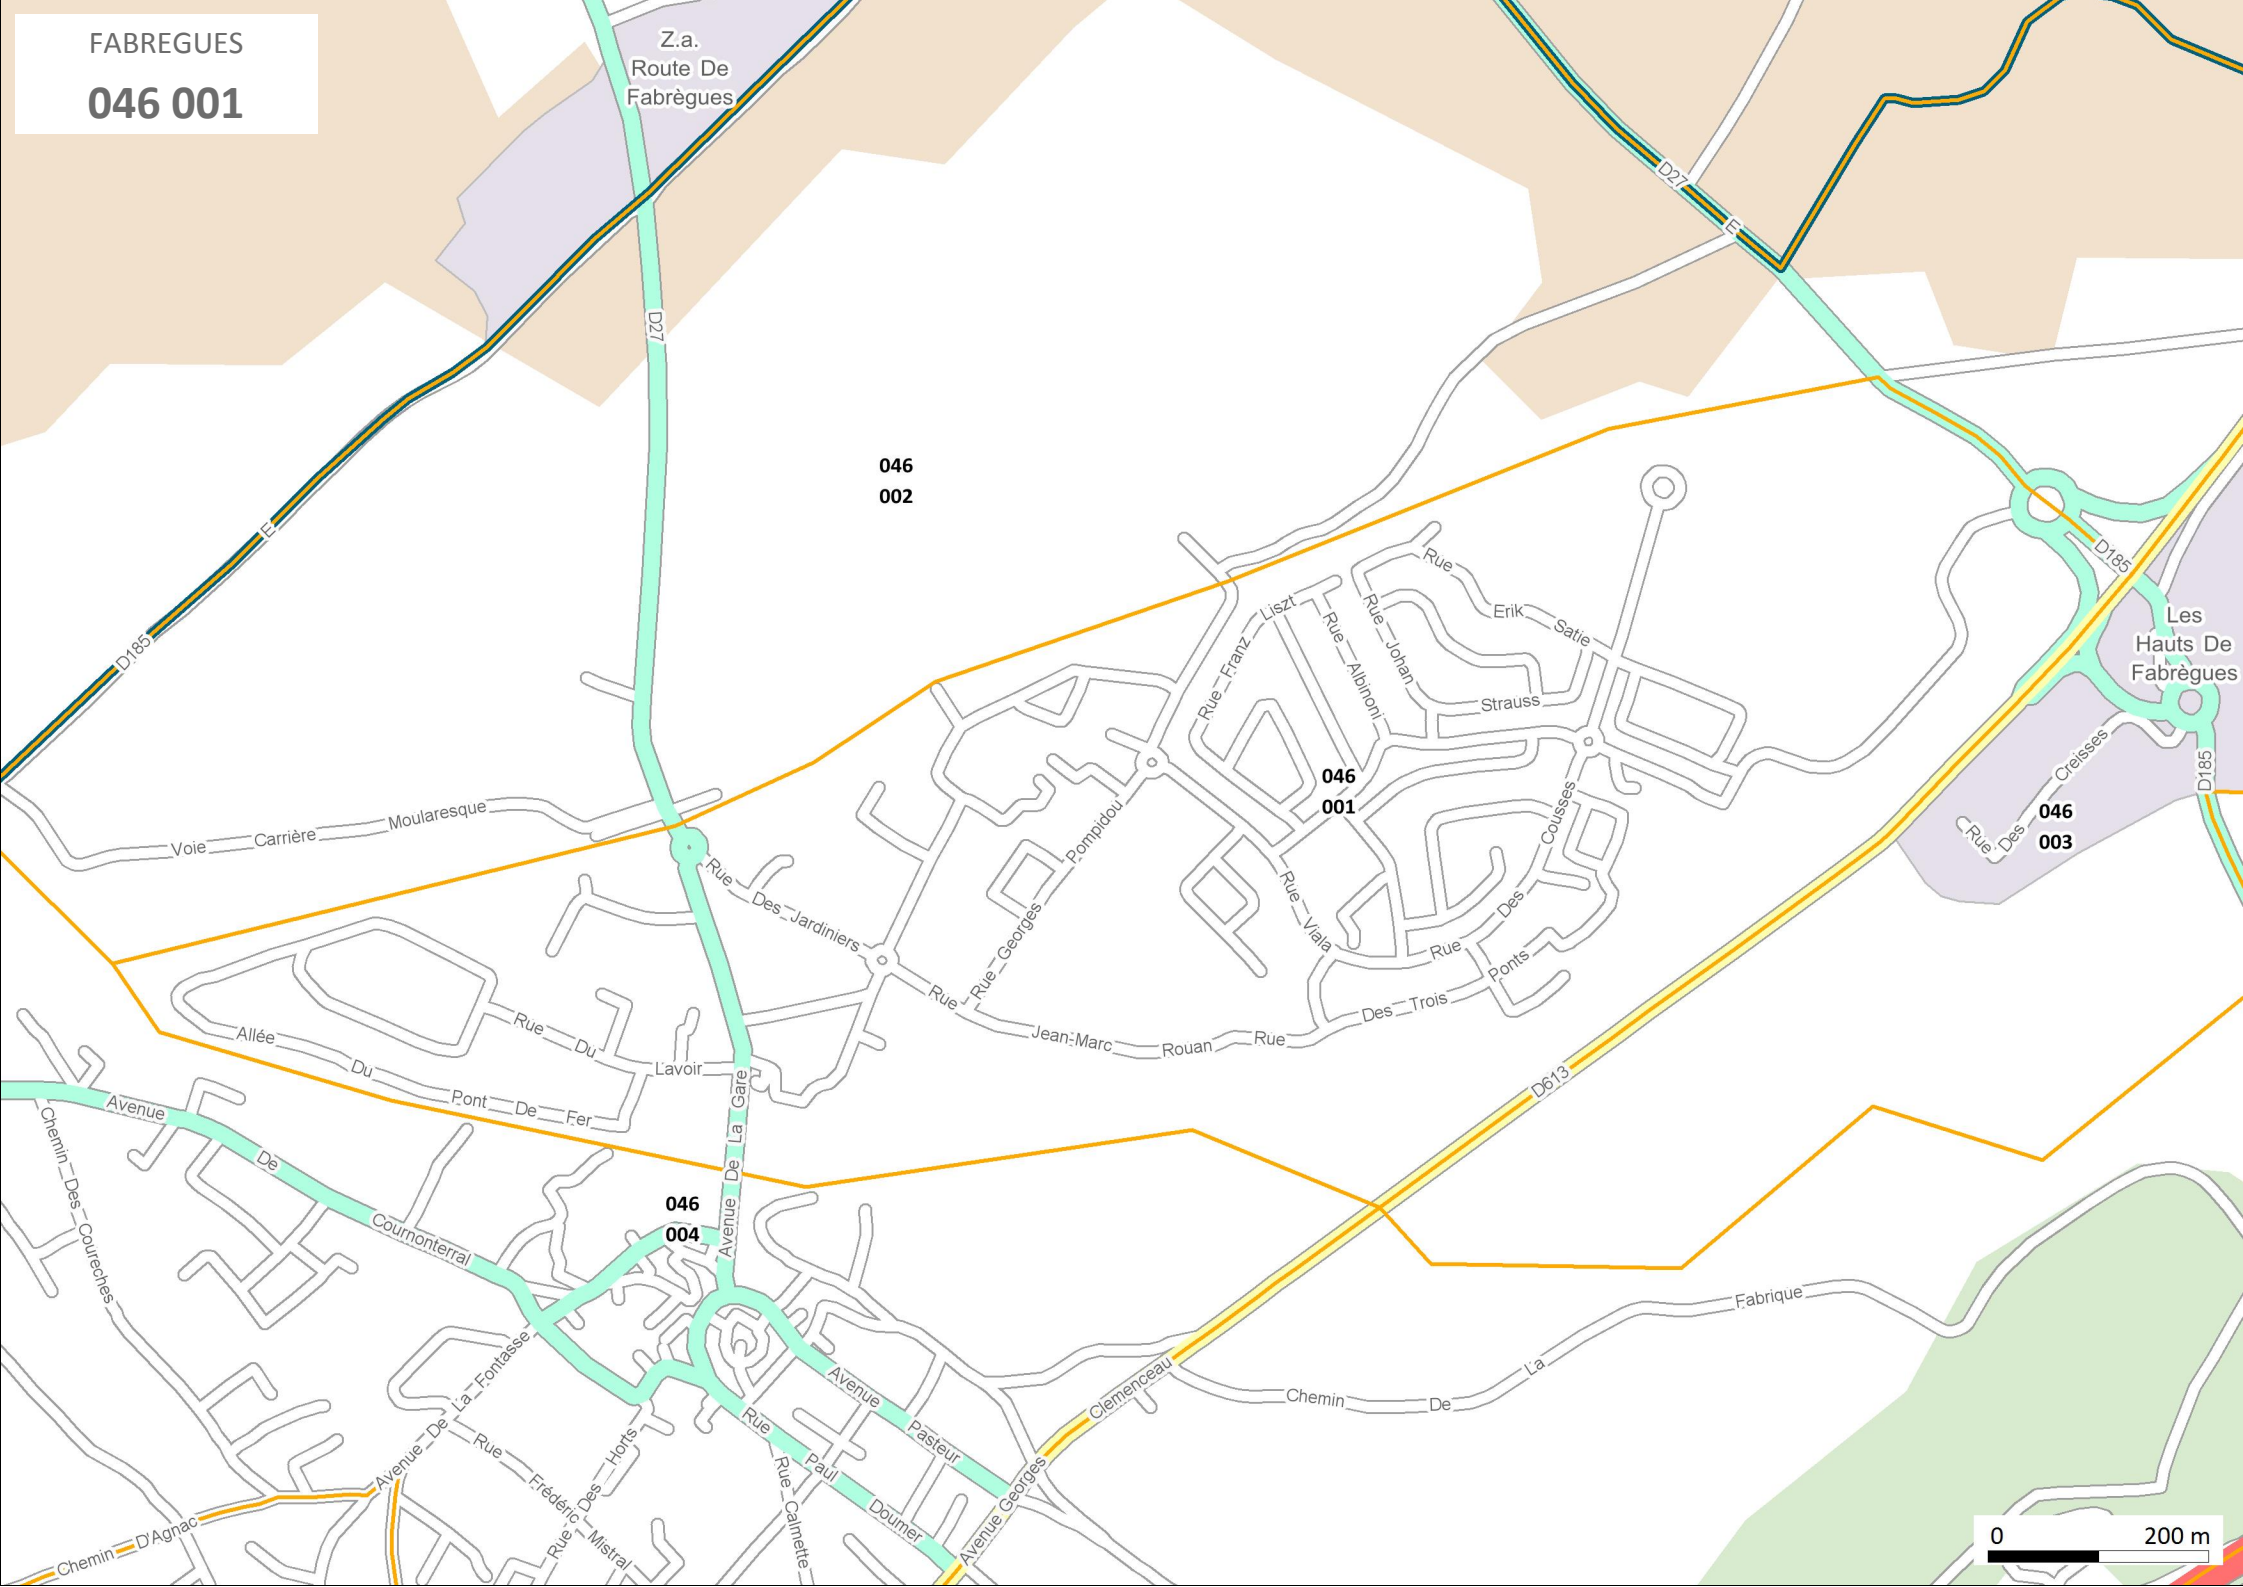 FABREGUES
046 001
Z.a.
Route De
Fabrègues
D27
E
D27
046
002
E
D185
D185
Les
Hauts De
Fabrègues
Rue Erik Satie
Rue Franz Liszt
Rue Albinoni
Rue Johan Strauss
046
001
D185
Rue Des Creisses
046
003
Voie Carrière Moularesque
Rue Des Jardiniers
Rue Georges Pompidou
Rue Viala
Rue Des Cousses
Rue Jean-Marc Rouan
Rue Des Trois Ponts
Allée Du Pont De Fer
Rue Du Lavoir
Avenue De La Gare
D613
Avenue De Cournonterral
Chemin Des Coureches
046
004
Chemin De La Fabrique
Avenue De La Fontasse
Avenue Pasteur
Rue Paul Doumer
Avenue Georges Clemenceau
Rue Frédéric Mistral
Rue Des Horts
Rue Calmette
Chemin D'Agnac
0 200 m